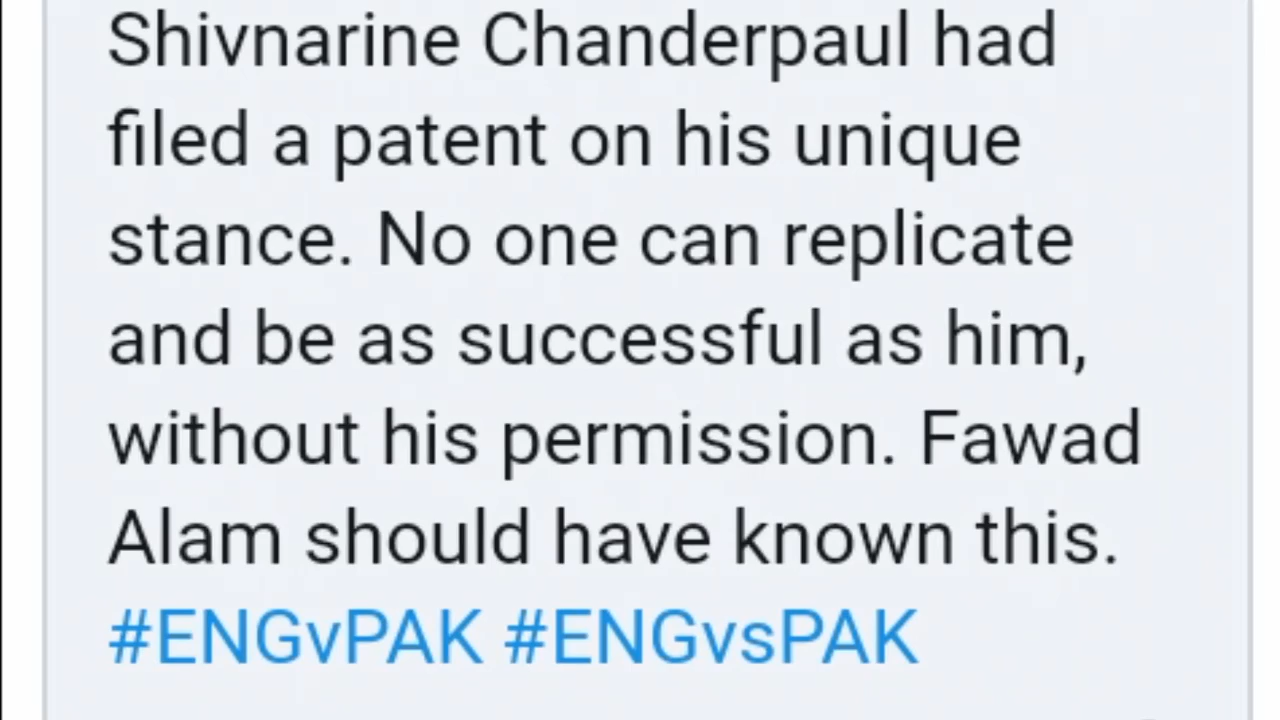 Shivnarine Chanderpaul had
filed a patent on his unique
stance. No one can replicate
and be as successful as him,
without his permission. Fawad
Alam should have known this.
#ENGvPAK #ENGvsPAK